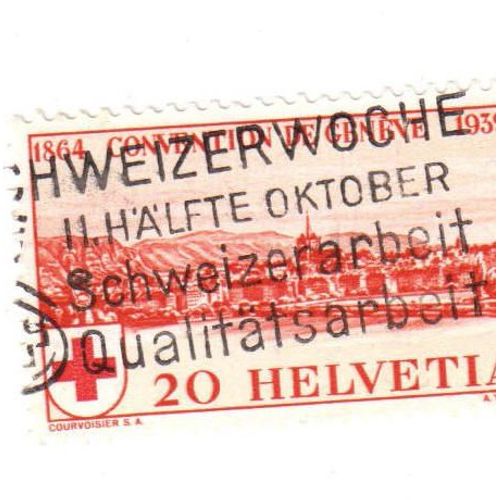 1864 CONVENTION DE GENÈVE 1939
HWEIZERWOCHE
II. HÄLFTE OKTOBER
Schweizerarbeit
Qualitätsarbeit
20 HELVETIA
COURVOISIER S. A.
A.